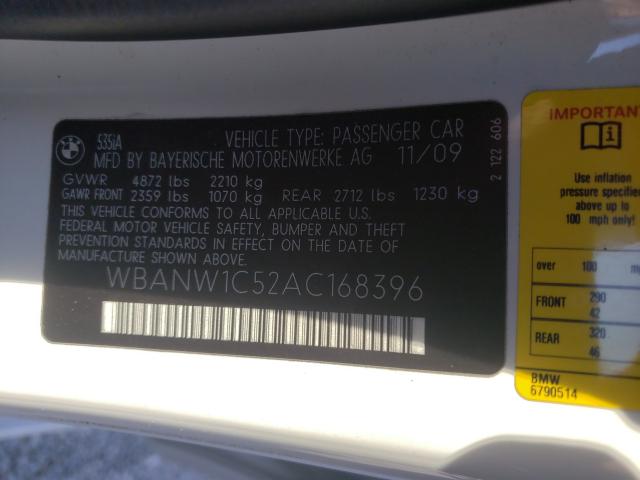 BMW
535iA VEHICLE TYPE: PASSENGER CAR
MFD BY BAYERISCHE MOTORENWERKE AG 11/09
GVWR 4872 lbs 2210 kg
GAWR FRONT 2359 lbs 1070 kg REAR 2712 lbs 1230 kg
THIS VEHICLE CONFORMS TO ALL APPLICABLE U.S.
FEDERAL MOTOR VEHICLE SAFETY, BUMPER AND THEFT
PREVENTION STANDARDS IN EFFECT ON THE DATE OF
MANUFACTURE SHOWN ABOVE.
WBANW1C52AC168396
2 122 606
IMPORTANT
Use inflation
pressure specified
above up to
100 mph only!
over 100 m
FRONT 290
42
REAR 320
46
BMW
6790514